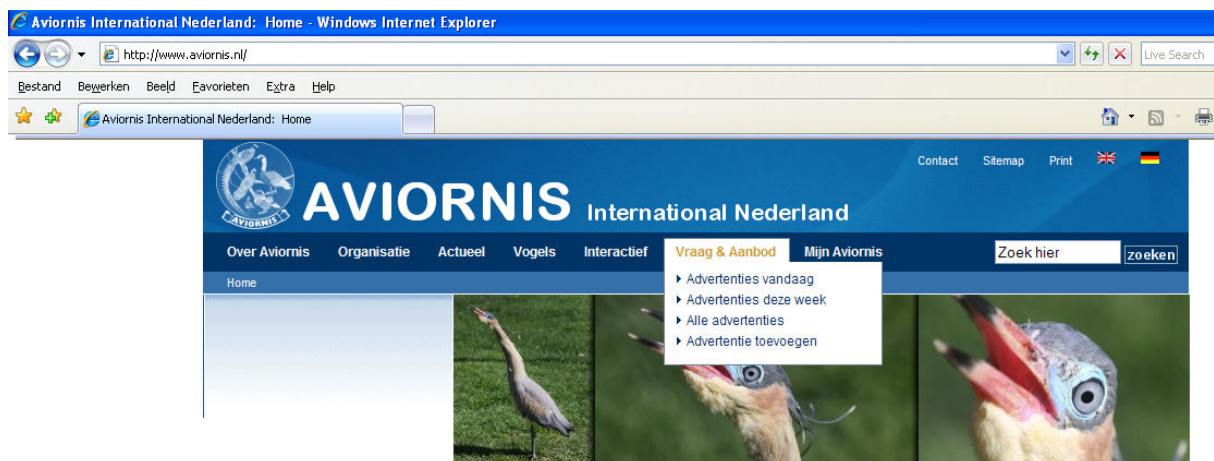 Aviornis International Nederland: Home - Windows Internet Explorer
http://www.aviornis.nl/
Live Search
Bestand Bewerken Beeld Favorieten Extra Help
Aviornis International Nederland: Home
Contact Sitemap Print
AVIORNIS
AVIORNIS International Nederland
Over Aviornis Organisatie Actueel Vogels Interactief Vraag & Aanbod Mijn Aviornis Zoek hier zoeken
Home
Advertenties vandaag
Advertenties deze week
Alle advertenties
Advertentie toevoegen